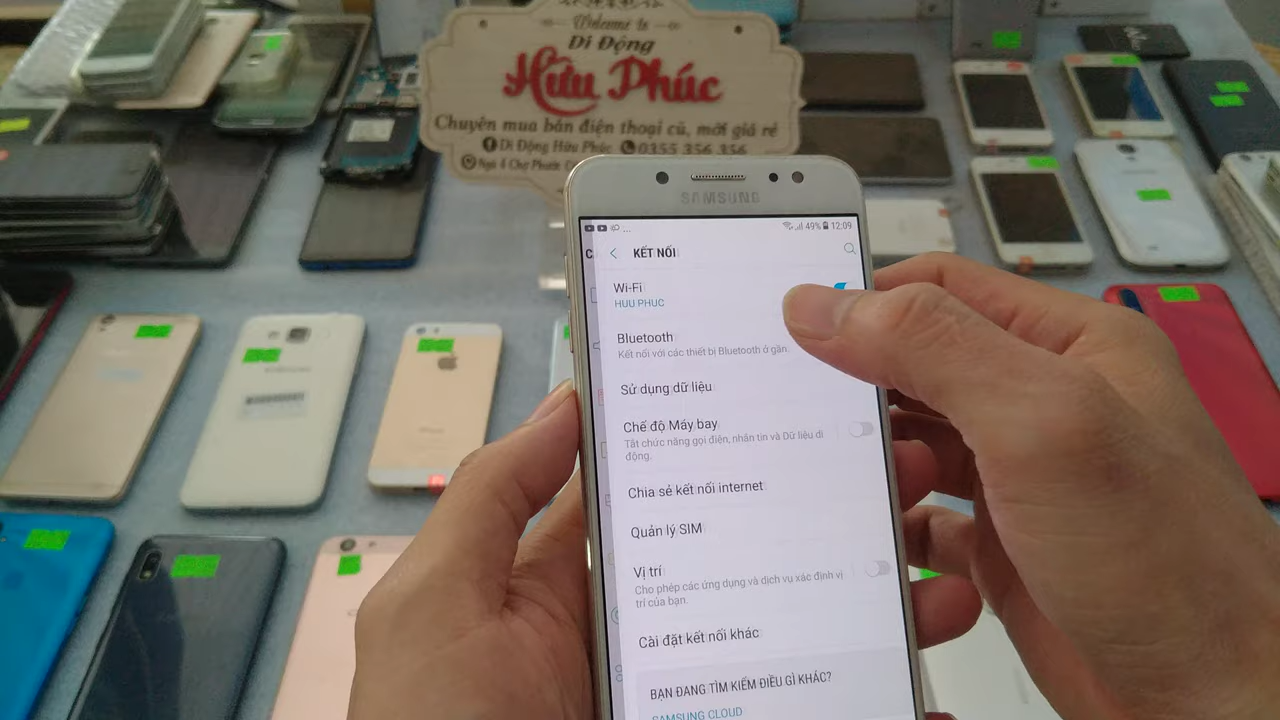 Welcome to
Di Động
Hữu Phúc
Chuyên mua bán điện thoại cũ, mới giá rẻ
Di Động Hữu Phúc 0355 356 356
Ngã 4 Chợ Phước
SAMSUNG
49% 12:09
KẾT NỐI
Wi-Fi
HUU PHUC
Bluetooth
Kết nối với các thiết bị Bluetooth ở gần.
Sử dụng dữ liệu
Chế độ Máy bay
Tắt chức năng gọi điện, nhắn tin và Dữ liệu di
động.
Chia sẻ kết nối internet
Quản lý SIM
Vị trí
Cho phép các ứng dụng và dịch vụ xác định vị
trí của bạn.
Cài đặt kết nối khác
BẠN ĐANG TÌM KIẾM ĐIỀU GÌ KHÁC?
SAMSUNG CLOUD